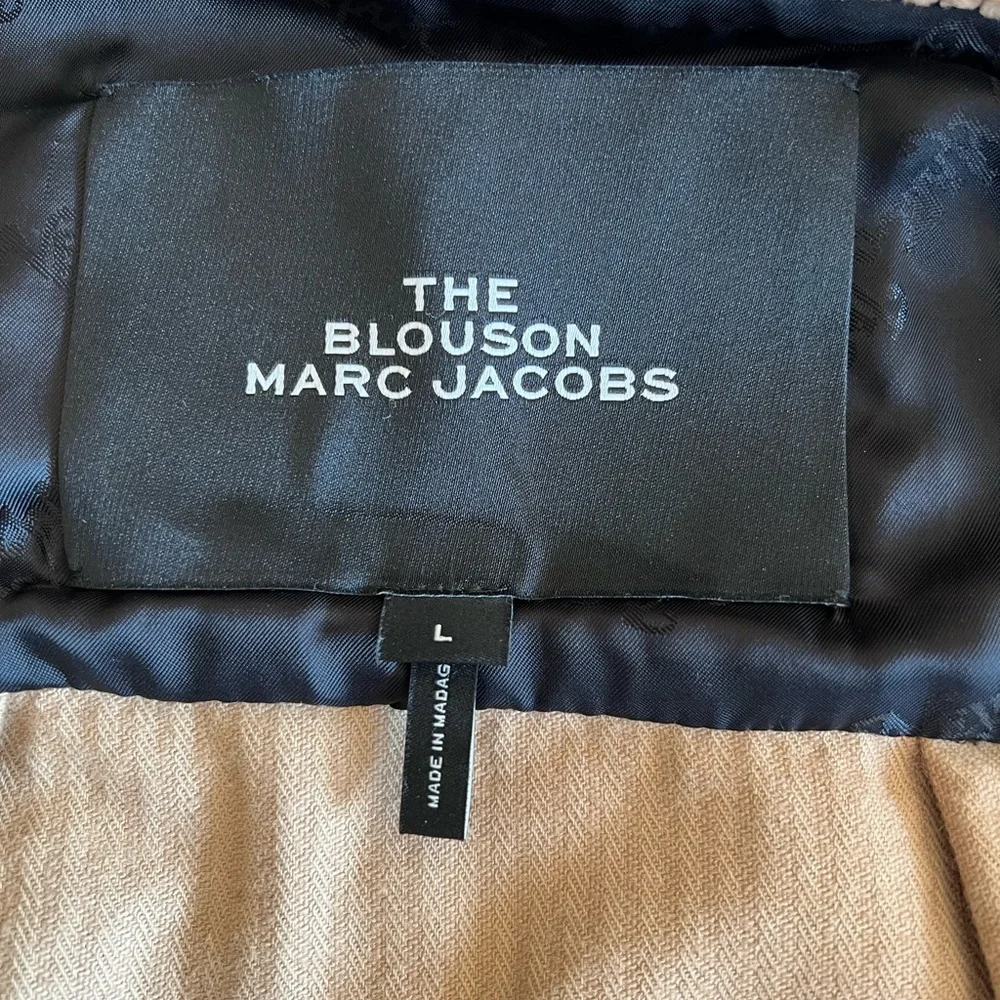 THE
BLOUSON
MARC JACOBS
L
MADE IN MADAG